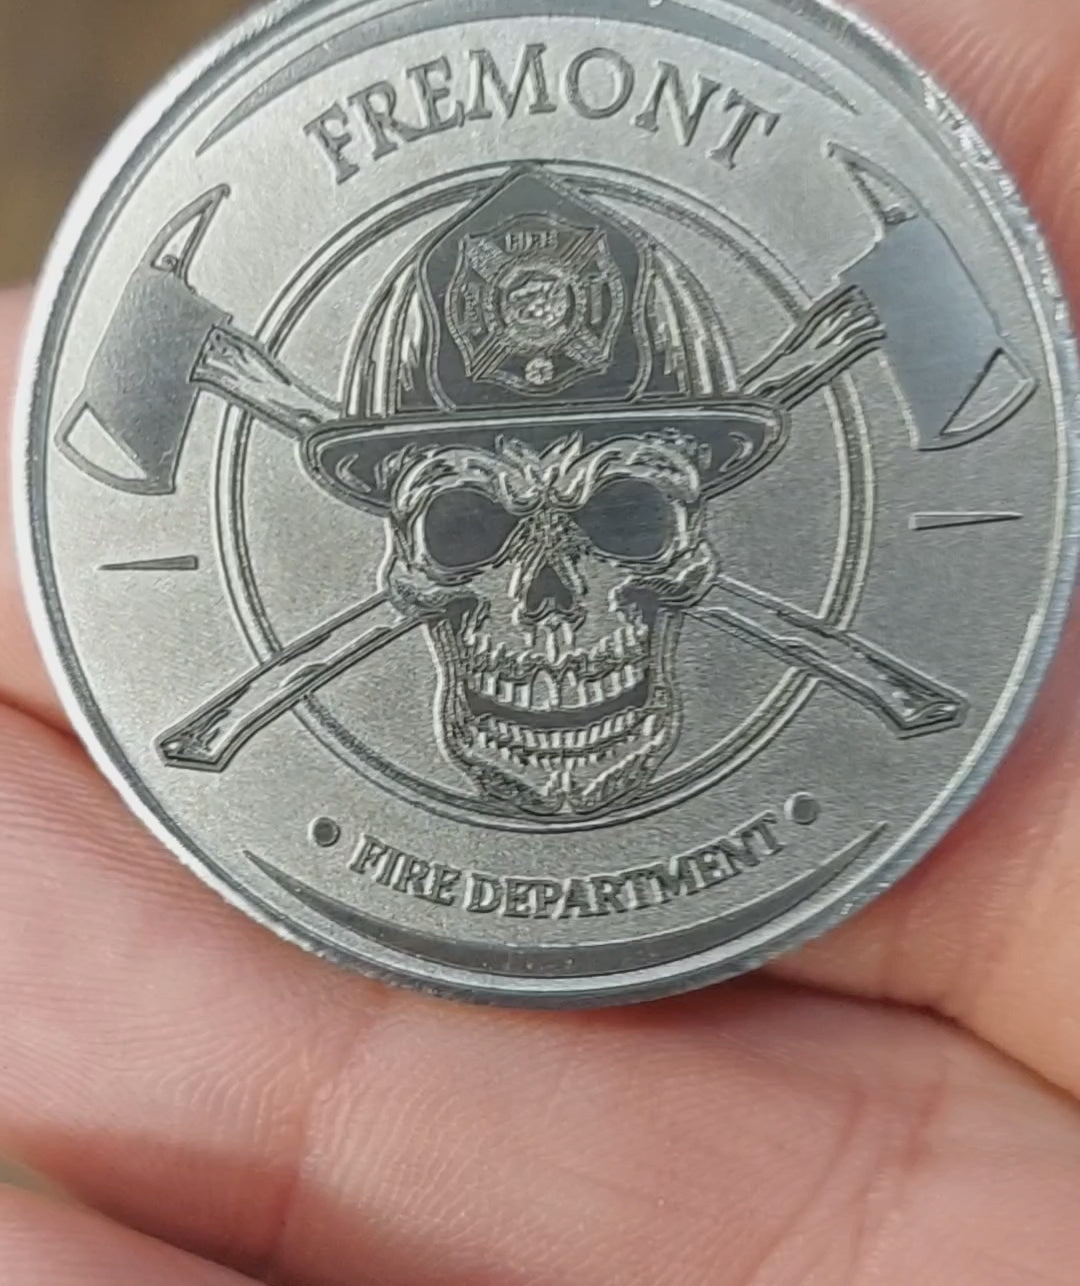 FREMONT
FIRE
• FIRE DEPARTMENT •